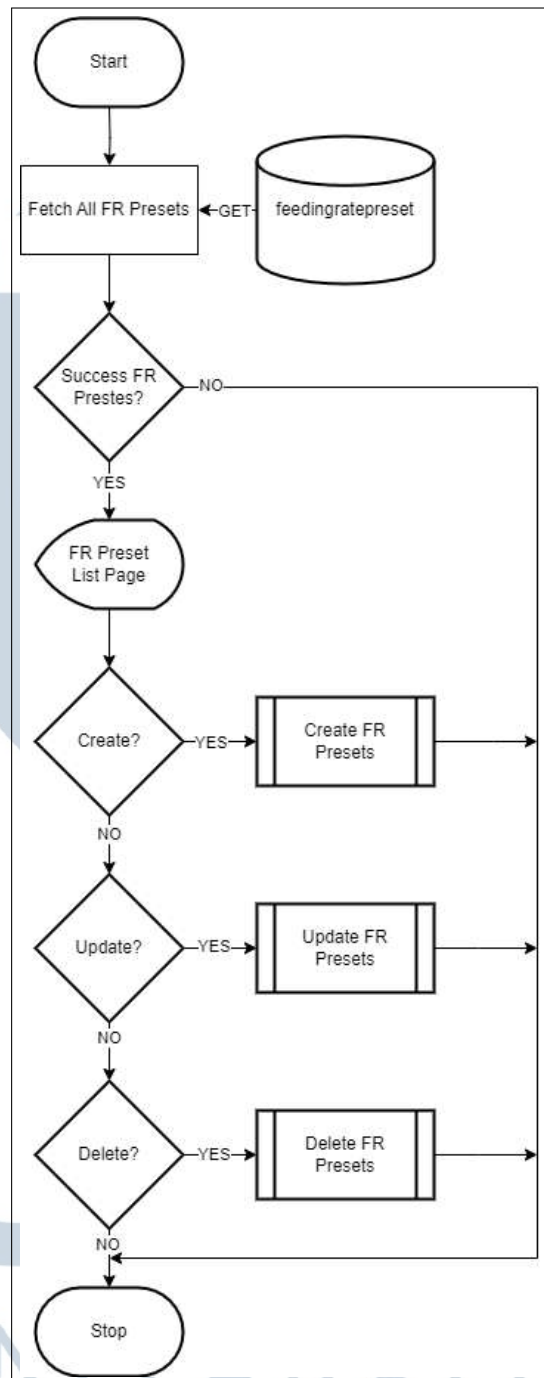 Start
Fetch All FR Presets
GET
feedingratepreset
Success FR
Prestes?
NO
YES
FR Preset
List Page
Create?
YES
Create FR
Presets
NO
Update?
YES
Update FR
Presets
NO
Delete?
YES
Delete FR
Presets
NO
Stop